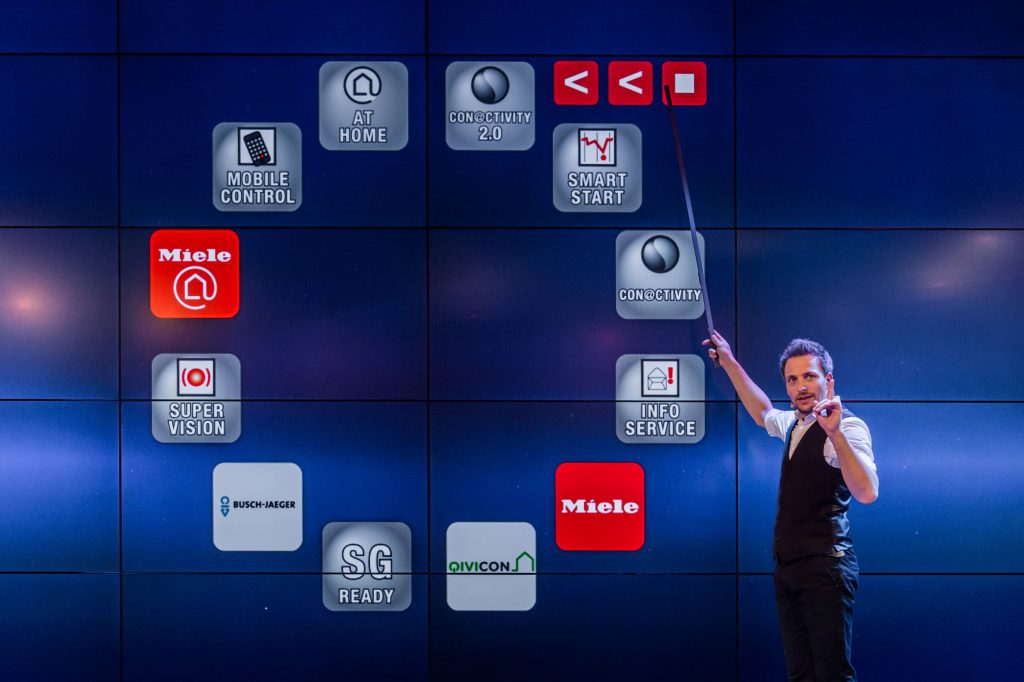 AT
HOME
CON@CTIVITY
2.0
< < 
MOBILE
CONTROL
SMART
START
Miele
CON@CTIVITY
SUPER
VISION
INFO
SERVICE
BUSCH-JAEGER
Miele
SG
READY
QIVICON